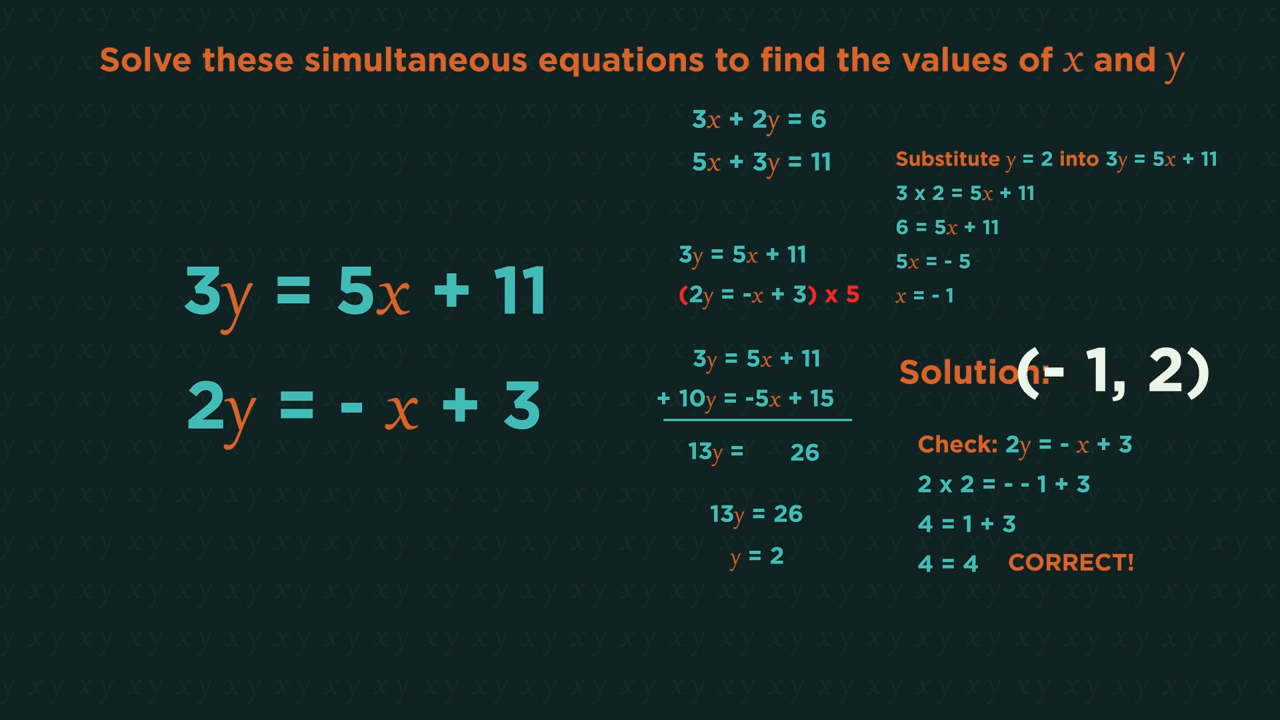 Solve these simultaneous equations to find the values of x and y
3y = 5x + 11
2y = - x + 3
3x + 2y = 6
5x + 3y = 11
3y = 5x + 11
(2y = -x + 3) x 5
3y = 5x + 11
+ 10y = -5x + 15
13y = 26
13y = 26
y = 2
Substitute y = 2 into 3y = 5x + 11
3 x 2 = 5x + 11
6 = 5x + 11
5x = - 5
x = - 1
Solution: (- 1, 2)
Check: 2y = - x + 3
2 x 2 = - - 1 + 3
4 = 1 + 3
4 = 4 CORRECT!